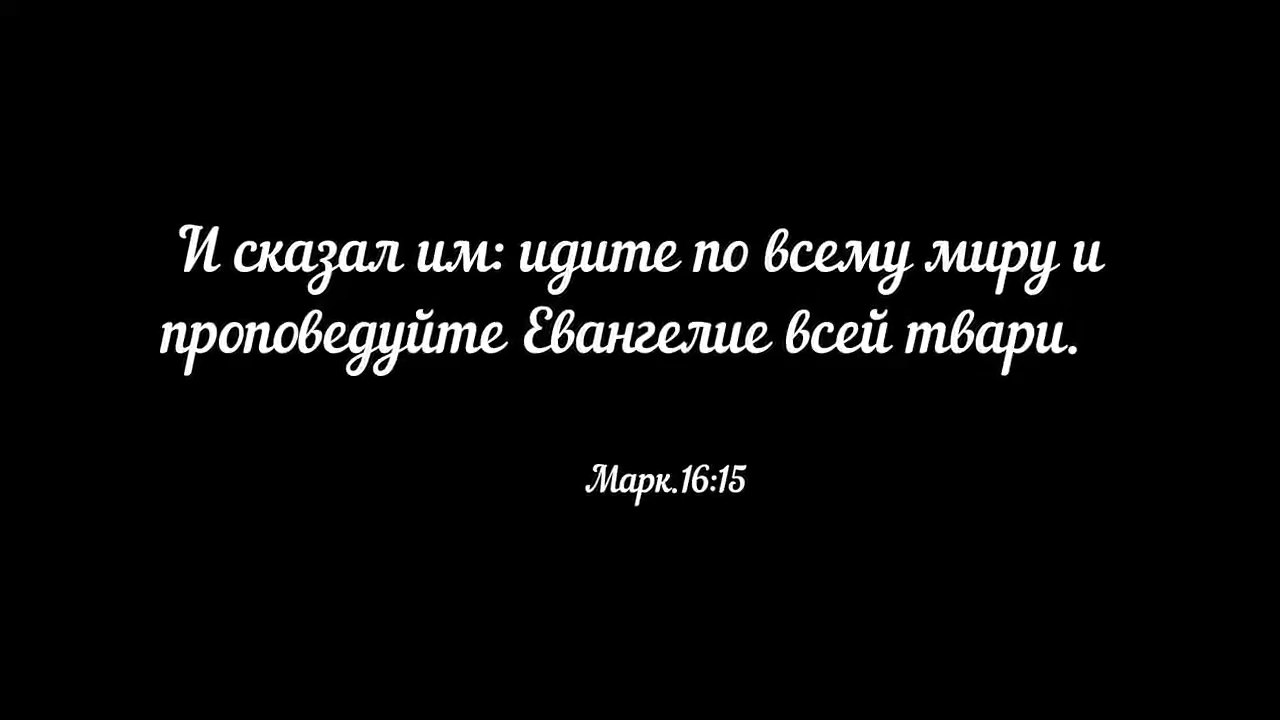 И сказал им: идите по всему миру и
проповедуйте Евангелие всей твари.
Марк.16:15